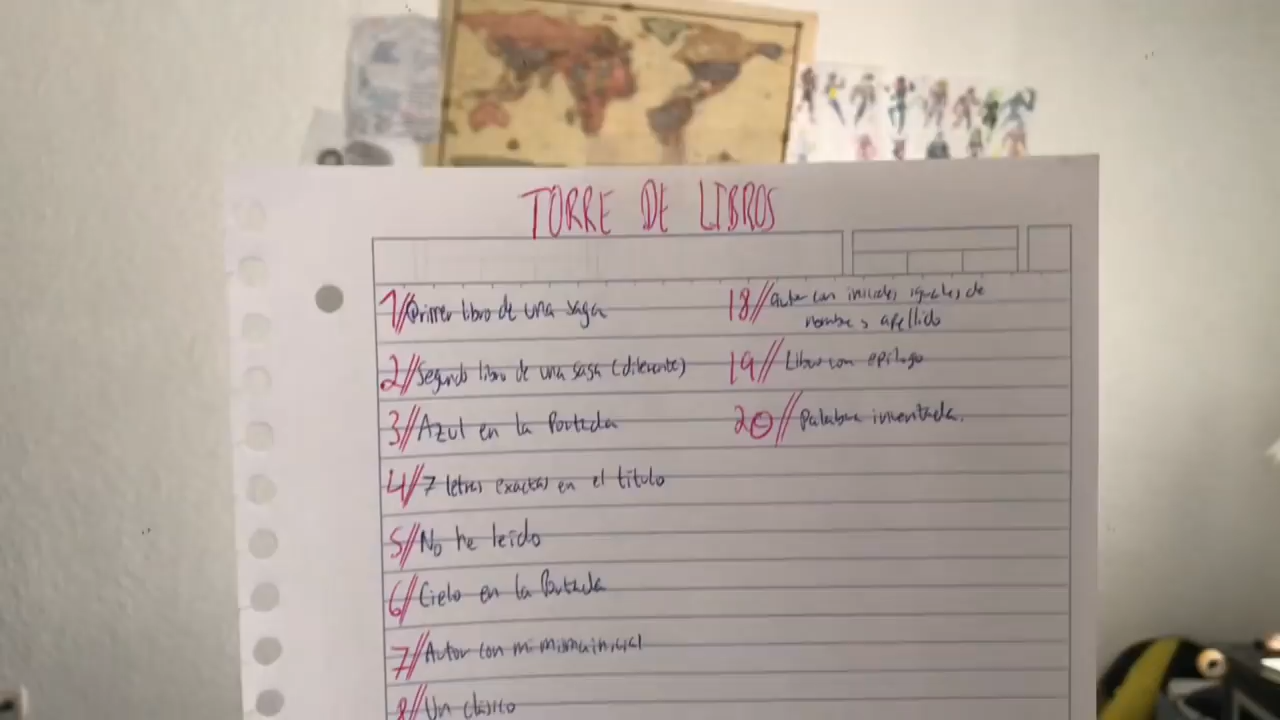 TORRE DE LIBROS
1// Primer libro de una saga
2// Segundo libro de una saga (diferente)
3// Azul en la Portada
4// 7 letras exactas en el título
5// No he leído
6// Cielo en la Portada
7// Autor con mi misma inicial
8// Un clásico
18// Autor con iniciales iguales de
nombre y apellido
19// Libro con epílogo
20// Palabra inventada.